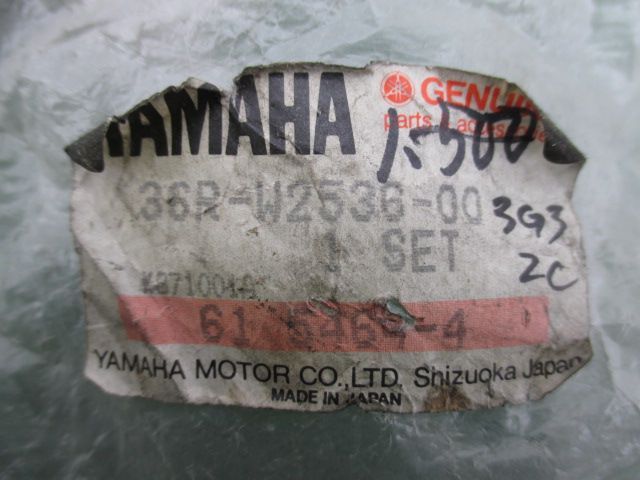 YAMAHA
GENUINE
parts & accessories
1,500
36R-W2536-00
3G3
1 SET
2C
YAMAHA MOTOR CO.,LTD. Shizuoka Japan
MADE IN JAPAN